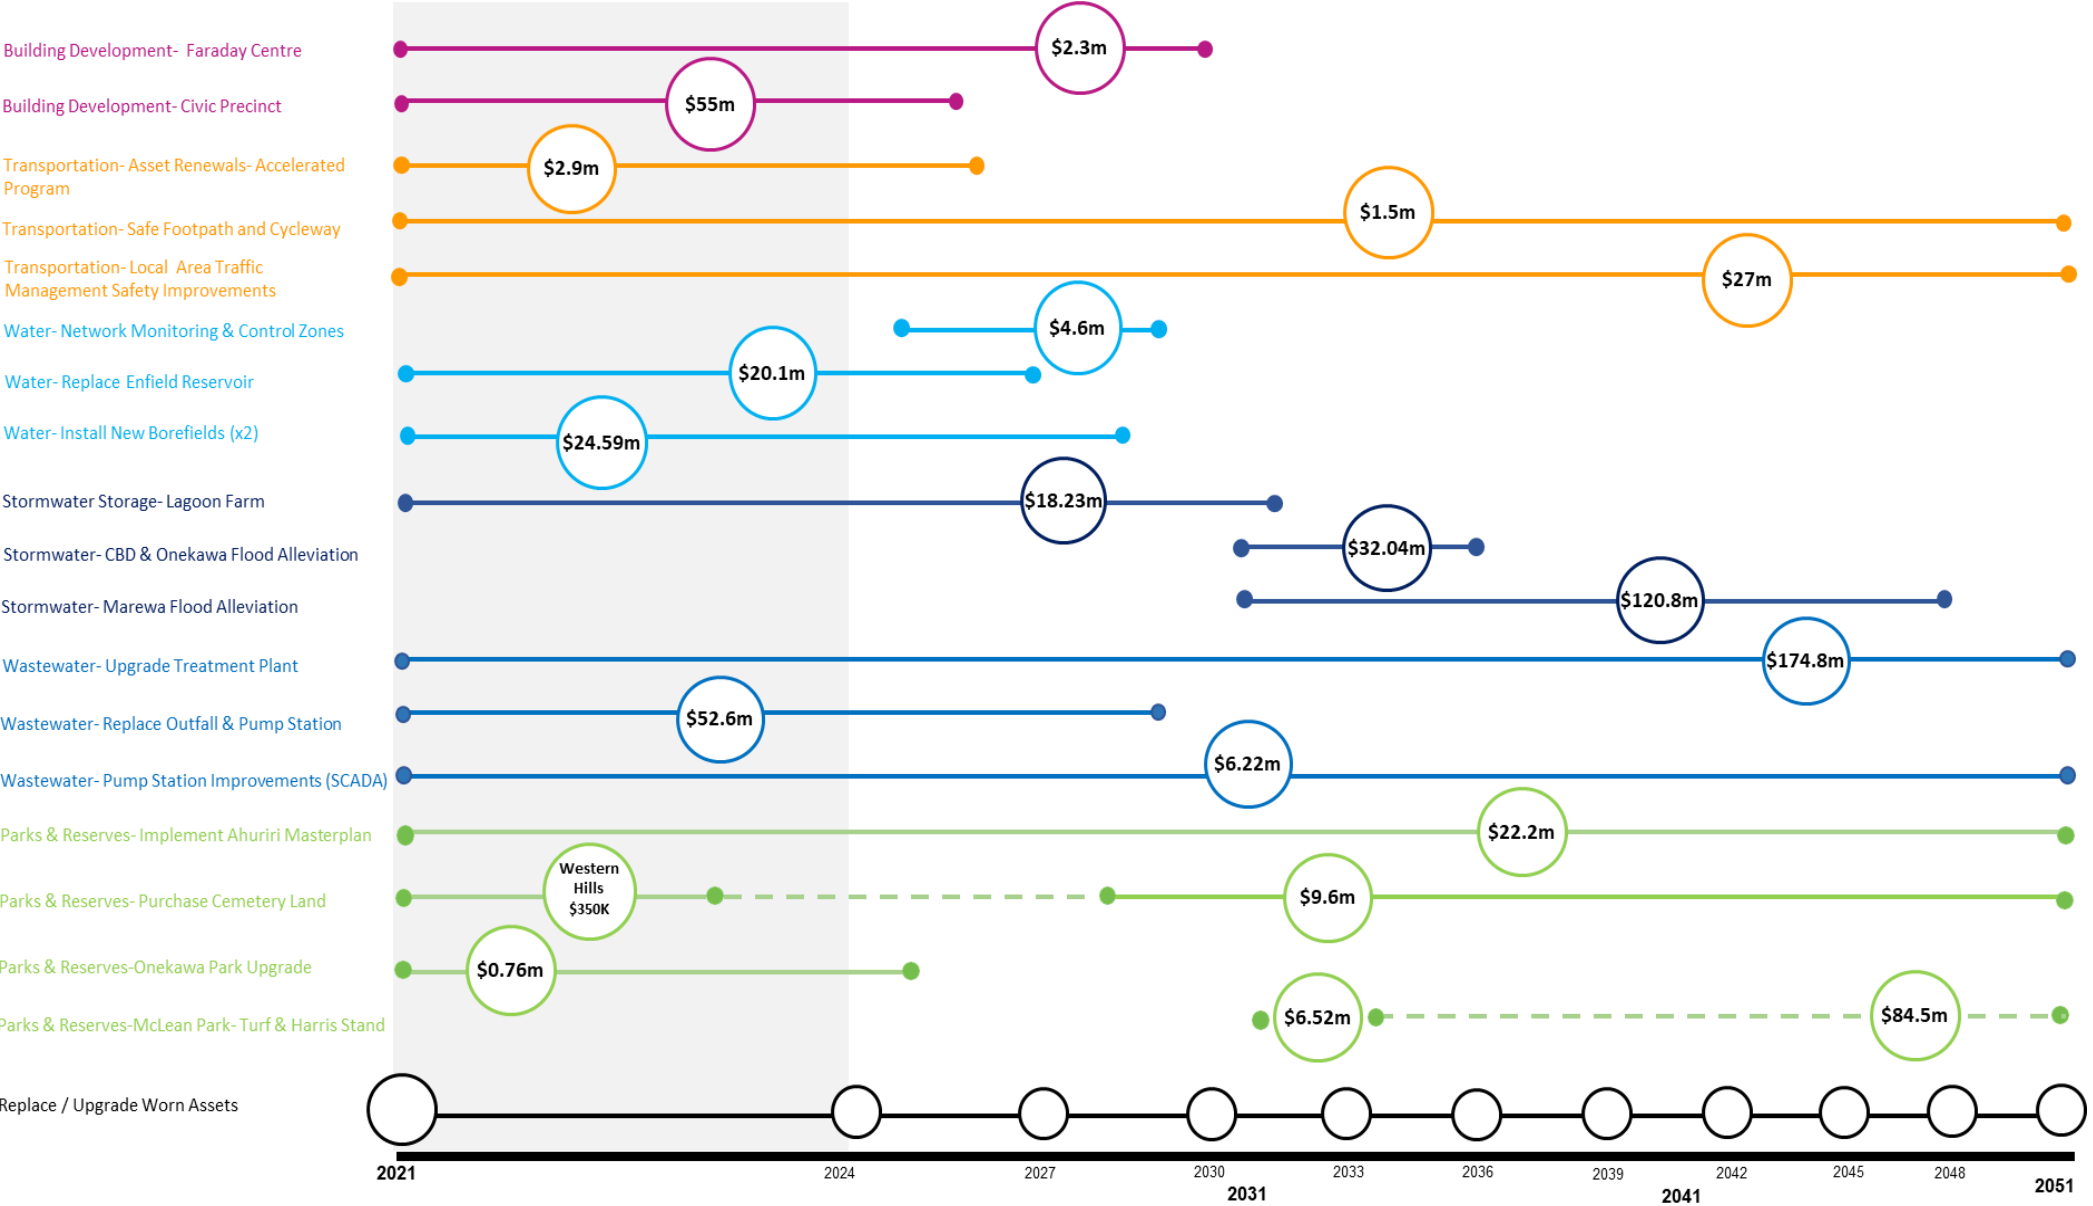 Building Development- Faraday Centre
$2.3m
Building Development- Civic Precinct
$55m
Transportation- Asset Renewals- Accelerated
Program
$2.9m
Transportation- Safe Footpath and Cycleway
$1.5m
Transportation- Local Area Traffic
Management Safety Improvements
$27m
Water- Network Monitoring & Control Zones
$4.6m
Water- Replace Enfield Reservoir
$20.1m
Water- Install New Borefields (x2)
$24.59m
Stormwater Storage- Lagoon Farm
$18.23m
Stormwater- CBD & Onekawa Flood Alleviation
$32.04m
Stormwater- Marewa Flood Alleviation
$120.8m
Wastewater- Upgrade Treatment Plant
$174.8m
Wastewater- Replace Outfall & Pump Station
$52.6m
Wastewater- Pump Station Improvements (SCADA)
$6.22m
Parks & Reserves- Implement Ahuriri Masterplan
$22.2m
Parks & Reserves- Purchase Cemetery Land
Western
Hills
$350K
$9.6m
Parks & Reserves-Onekawa Park Upgrade
$0.76m
Parks & Reserves-McLean Park- Turf & Harris Stand
$6.52m
$84.5m
Replace / Upgrade Worn Assets
2021
2024
2027
2030
2031
2033
2036
2039
2041
2042
2045
2048
2051